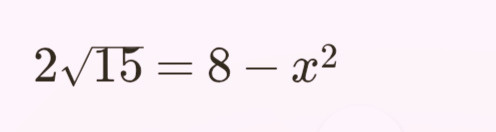 2√15 = 8 − x²